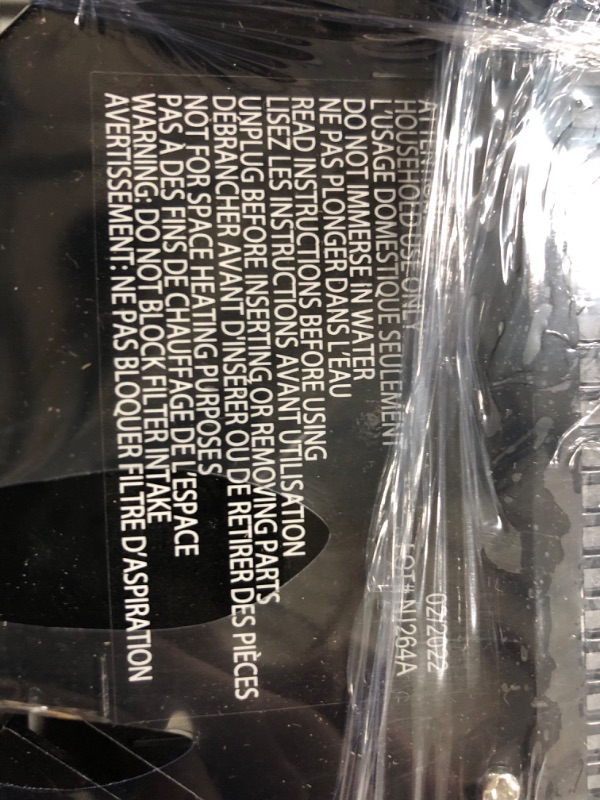 02/2022
HOUSEHOLD USE ONLY LOT# N1264A
L'USAGE DOMESTIQUE SEULEMENT
DO NOT IMMERSE IN WATER
NE PAS PLONGER DANS L'EAU
READ INSTRUCTIONS BEFORE USING
LISEZ LES INSTRUCTIONS AVANT UTILISATION
UNPLUG BEFORE INSERTING OR REMOVING PARTS
DEBRANCHER AVANT D'INSÉRER OU DE RETIRER DES PIÈCES
NOT FOR SPACE HEATING PURPOSES
PAS À DES FINS DE CHAUFFAGE DE L'ESPACE
WARNING: DO NOT BLOCK FILTER INTAKE
AVERTISSEMENT: NE PAS BLOQUER FILTRE D'ASPIRATION